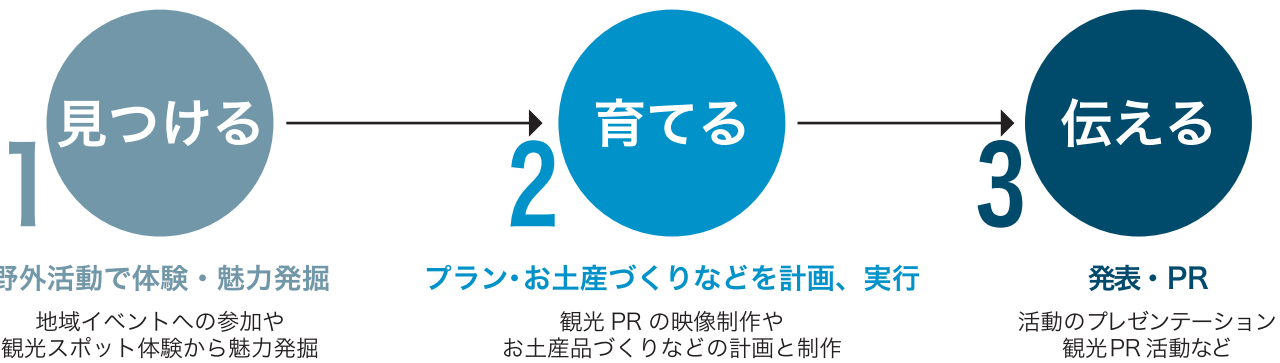 1
見つける
野外活動で体験・魅力発掘
地域イベントへの参加や
観光スポット体験から魅力発掘
2
育てる
プラン・お土産づくりなどを計画、実行
観光 PR の映像制作や
お土産品づくりなどの計画と制作
3
伝える
発表・PR
活動のプレゼンテーション
観光PR 活動など